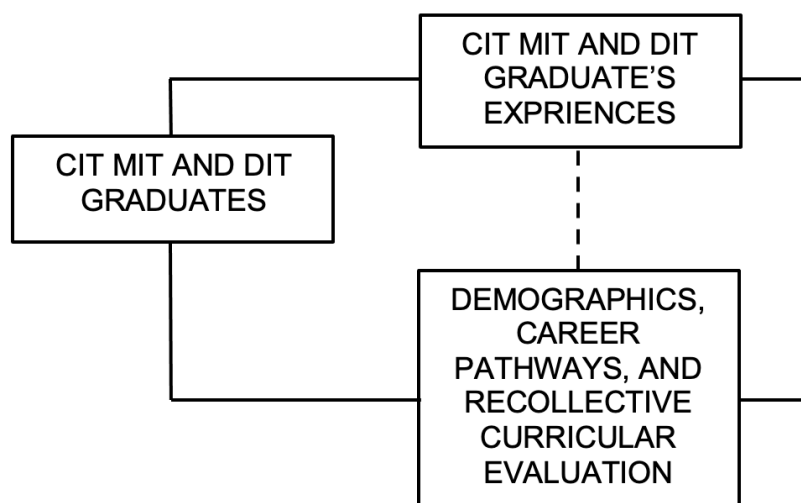 CIT MIT AND DIT
GRADUATE'S
EXPRIENCES
CIT MIT AND DIT
GRADUATES
DEMOGRAPHICS,
CAREER
PATHWAYS, AND
RECOLLECTIVE
CURRICULAR
EVALUATION